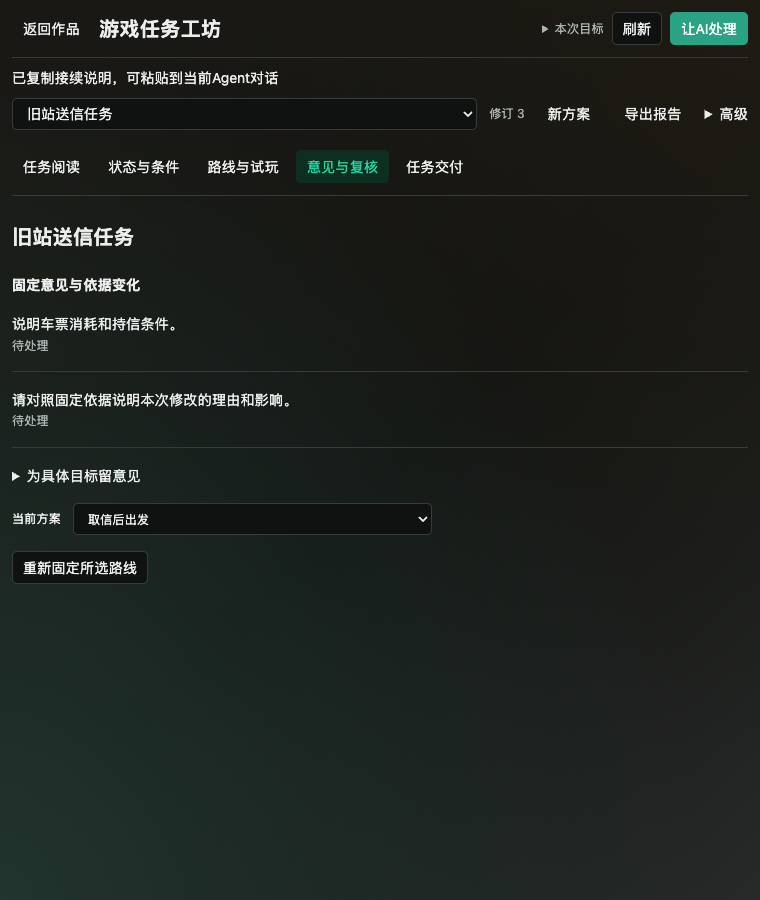 返回作品 游戏任务工坊 ▶ 本次目标 刷新 让AI处理
已复制接续说明，可粘贴到当前Agent对话
旧站送信任务 修订 3 新方案 导出报告 ▶ 高级
任务阅读 状态与条件 路线与试玩 意见与复核 任务交付
旧站送信任务
固定意见与依据变化
说明车票消耗和持信条件。
待处理
请对照固定依据说明本次修改的理由和影响。
待处理
▶ 为具体目标留意见
当前方案 取信后出发
重新固定所选路线